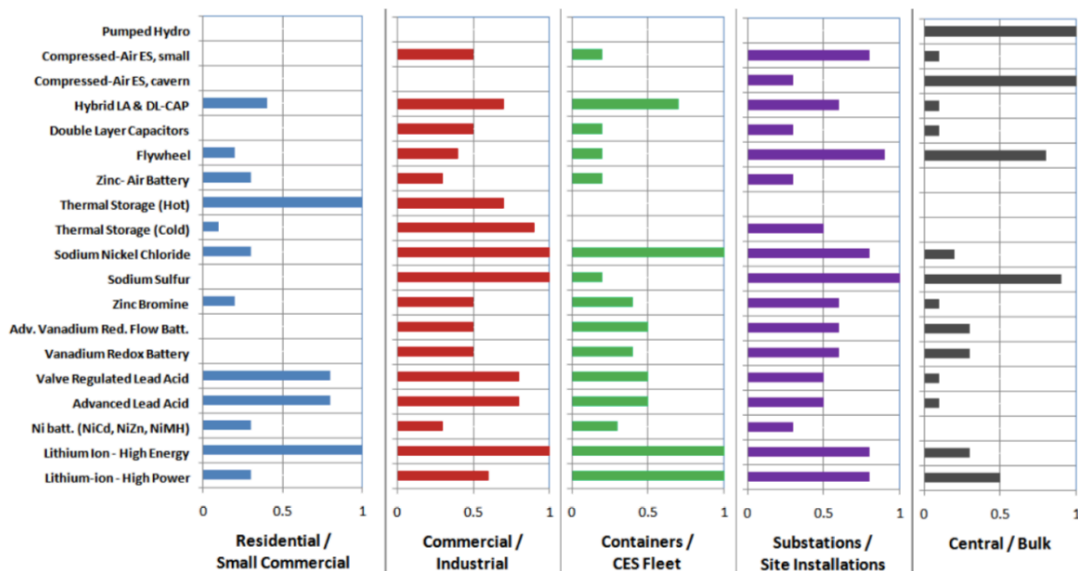 Pumped Hydro
Compressed-Air ES, small
Compressed-Air ES, cavern
Hybrid LA & DL-CAP
Double Layer Capacitors
Flywheel
Zinc- Air Battery
Thermal Storage (Hot)
Thermal Storage (Cold)
Sodium Nickel Chloride
Sodium Sulfur
Zinc Bromine
Adv. Vanadium Red. Flow Batt.
Vanadium Redox Battery
Valve Regulated Lead Acid
Advanced Lead Acid
Ni batt. (NiCd, NiZn, NiMH)
Lithium Ion - High Energy
Lithium-ion - High Power
0 0.5 1 0 0.5 1 0 0.5 1 0 0.5 1 0 0.5 1
Residential /
Small Commercial
Commercial /
Industrial
Containers /
CES Fleet
Substations /
Site Installations
Central / Bulk